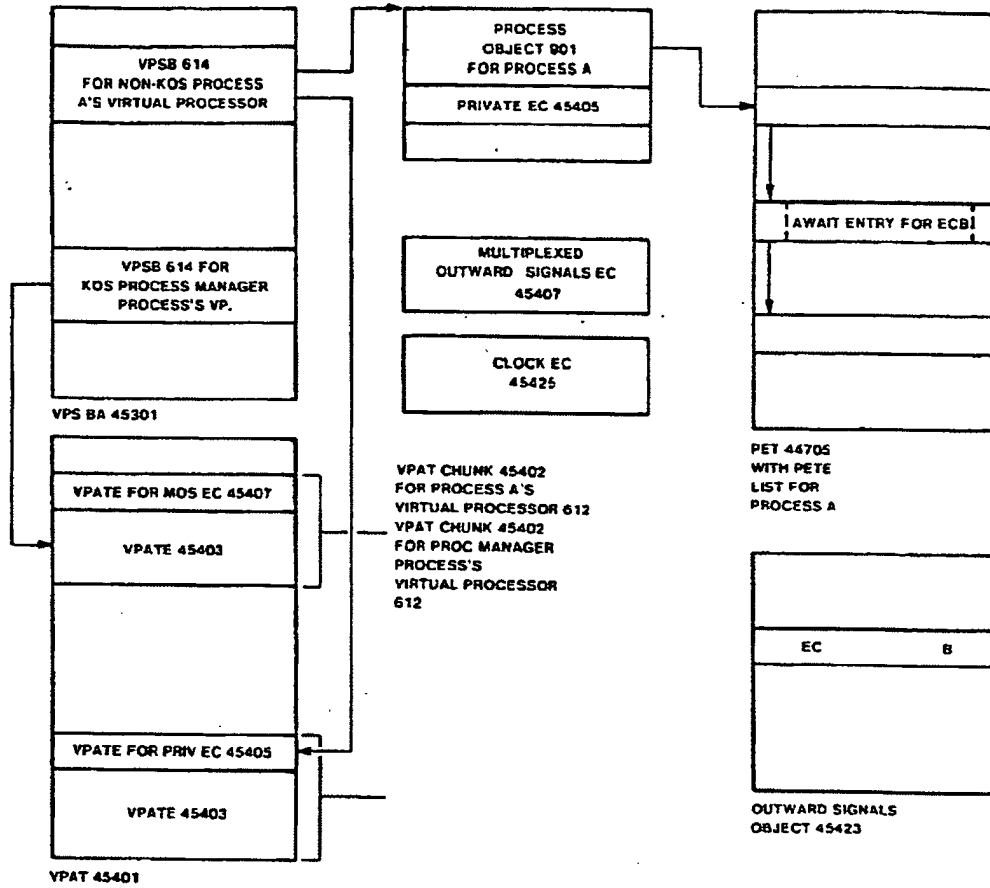 VPSB 614
FOR NON-KOS PROCESS
A'S VIRTUAL PROCESSOR
VPSB 614 FOR
KOS PROCESS MANAGER
PROCESS'S VP.
VPS BA 45301
VPATE FOR MOS EC 45407
VPATE 45403
VPATE FOR PRIV EC 45405
VPATE 45403
VPAT 45401
PROCESS
OBJECT 901
FOR PROCESS A
PRIVATE EC 45405
MULTIPLEXED
OUTWARD SIGNALS EC
45407
CLOCK EC
45425
VPAT CHUNK 45402
FOR PROCESS A'S
VIRTUAL PROCESSOR 612
VPAT CHUNK 45402
FOR PROC MANAGER
PROCESS'S
VIRTUAL PROCESSOR
612
AWAIT ENTRY FOR ECB
PET 44705
WITH PETE
LIST FOR
PROCESS A
EC B
OUTWARD SIGNALS
OBJECT 45423